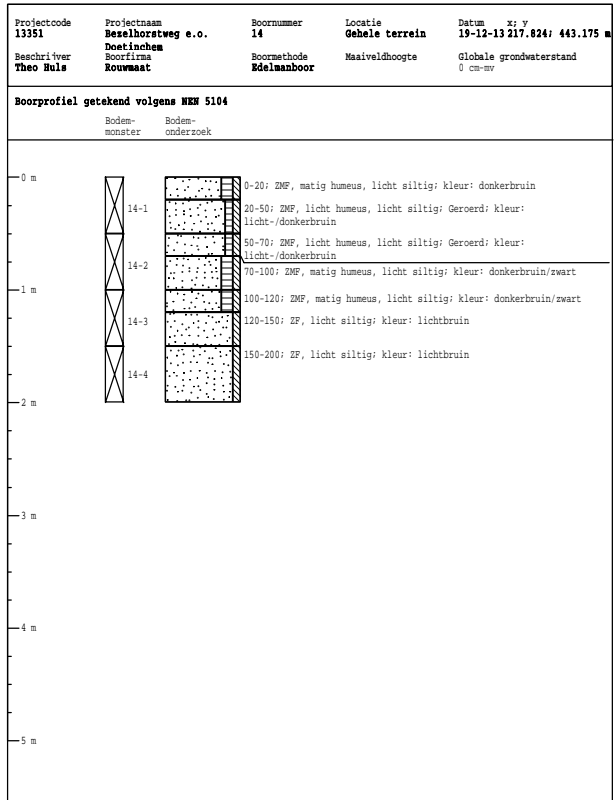 Projectcode Projectnaam Boornummer Locatie Datum x; y
13351 Bezelhorstweg e.o. 14 Gehele terrein 19-12-13 217.824; 443.175 m
Doetinchem
Beschrijver Boorfirma Boormethode Maaiveldhoogte Globale grondwaterstand
Theo Huls Rouwmaat Edelmanboor 0 cm-mv
Boorprofiel getekend volgens NEN 5104
Bodem- Bodem-
monster onderzoek
0 m
0-20; ZMF, matig humeus, licht siltig; kleur: donkerbruin
14-1 20-50; ZMF, licht humeus, licht siltig; Geroerd; kleur:
licht-/donkerbruin
50-70; ZMF, licht humeus, licht siltig; Geroerd; kleur:
licht-/donkerbruin
14-2
70-100; ZMF, matig humeus, licht siltig; kleur: donkerbruin/zwart
1 m
100-120; ZMF, matig humeus, licht siltig; kleur: donkerbruin/zwart
14-3 120-150; ZF, licht siltig; kleur: lichtbruin
150-200; ZF, licht siltig; kleur: lichtbruin
14-4
2 m
3 m
4 m
5 m